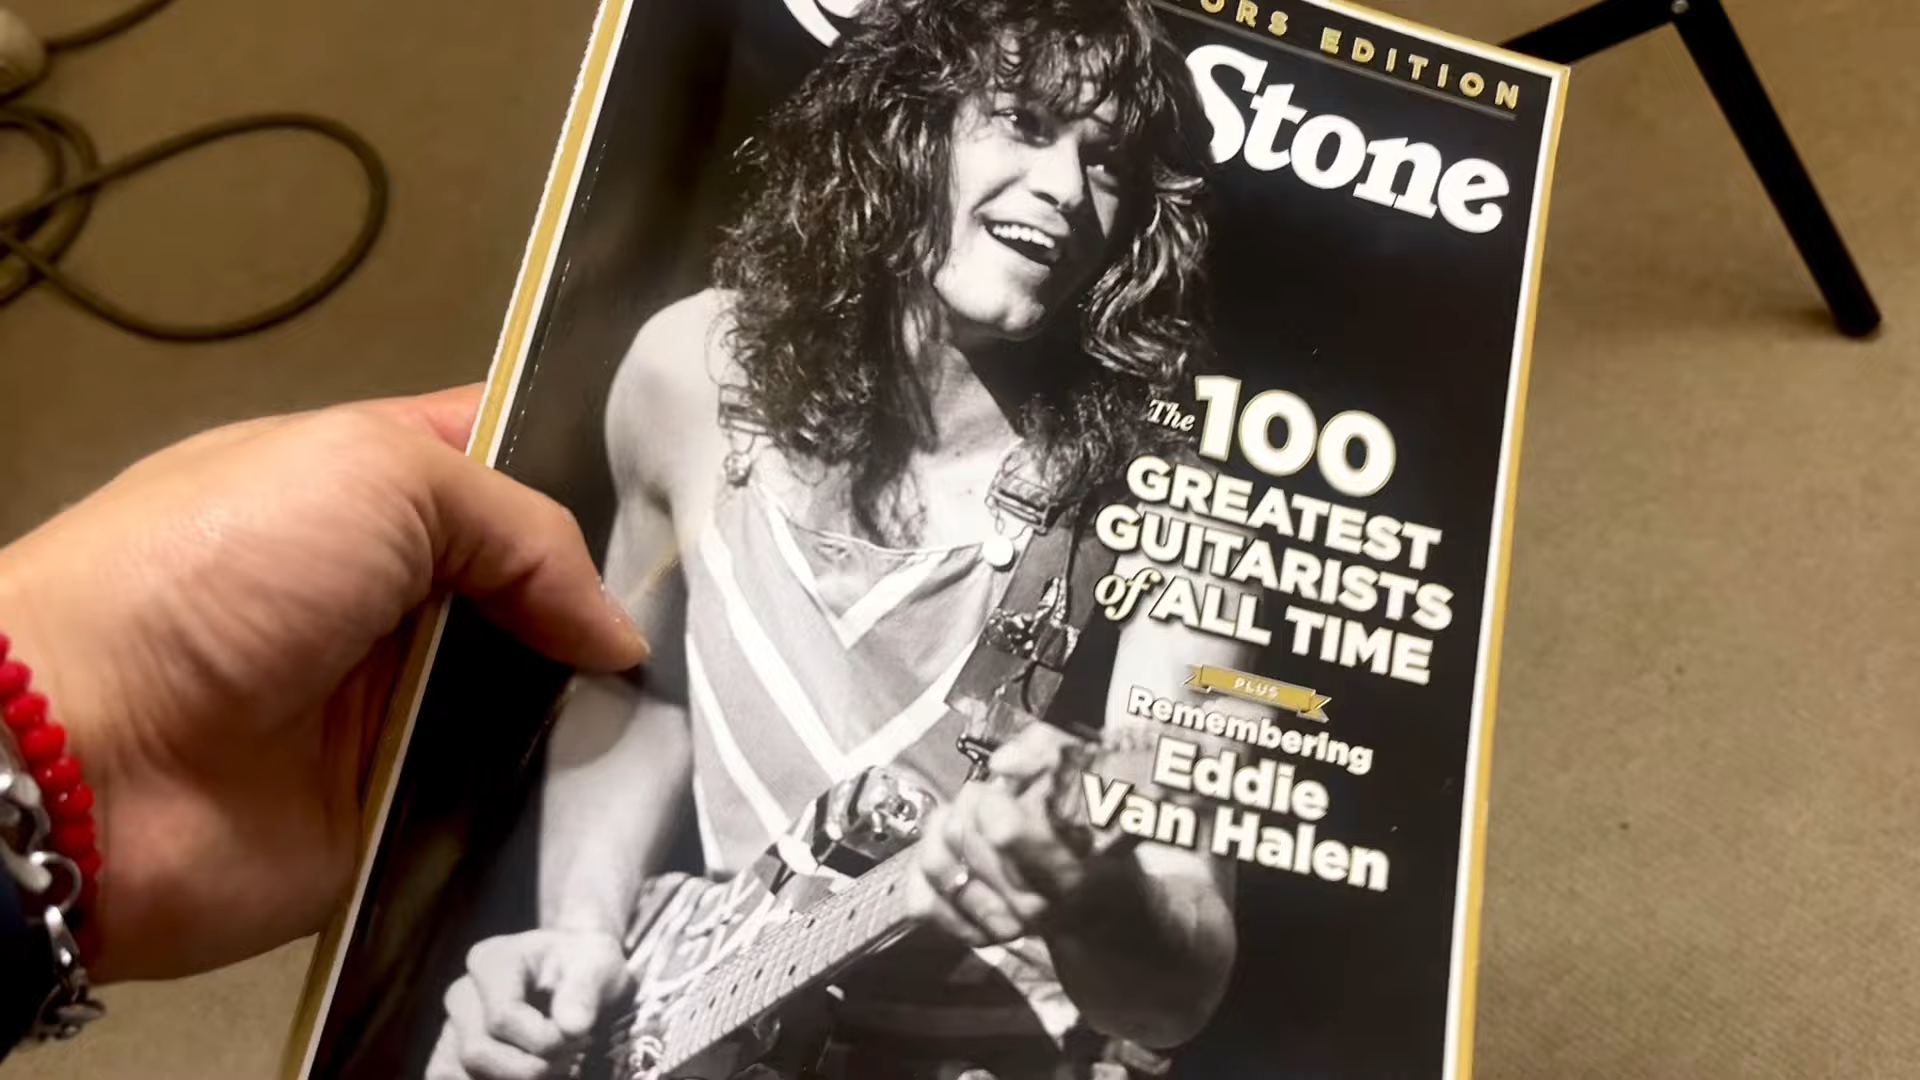 ORS EDITION
Stone
The 100
GREATEST
GUITARISTS
of ALL TIME
PLUS
Remembering
Eddie
Van Halen